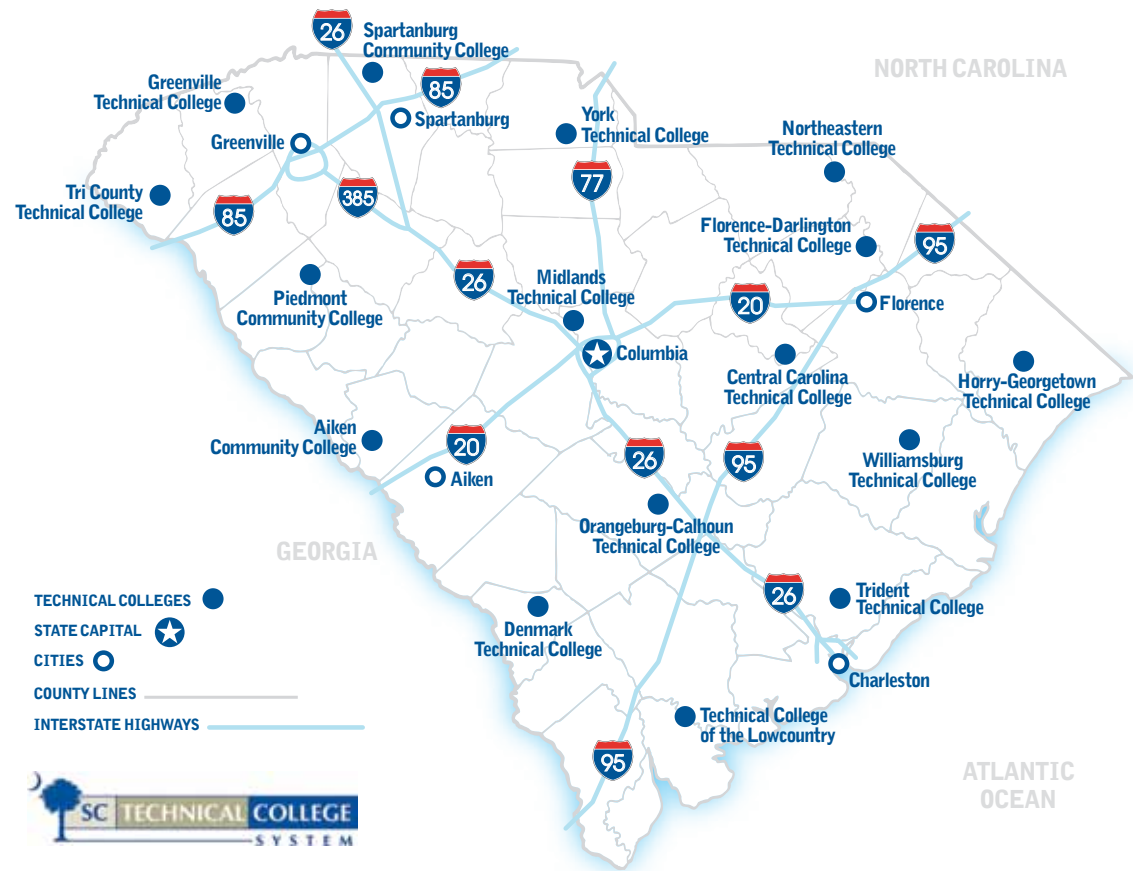 26
Spartanburg
Community College
NORTH CAROLINA
Greenville
Technical College
85
Spartanburg
York
Technical College
Northeastern
Technical College
Greenville
77
Tri County
Technical College
85
385
Florence-Darlington
Technical College
95
26
Midlands
Technical College
20
Florence
Piedmont
Community College
Columbia
Central Carolina
Technical College
Horry-Georgetown
Technical College
Aiken
Community College
20
26
95
Williamsburg
Technical College
Aiken
Orangeburg-Calhoun
Technical College
GEORGIA
26
Trident
Technical College
TECHNICAL COLLEGES
STATE CAPITAL
CITIES
COUNTY LINES
INTERSTATE HIGHWAYS
Denmark
Technical College
Charleston
Technical College
of the Lowcountry
95
ATLANTIC
OCEAN
SC TECHNICAL COLLEGE
SYSTEM